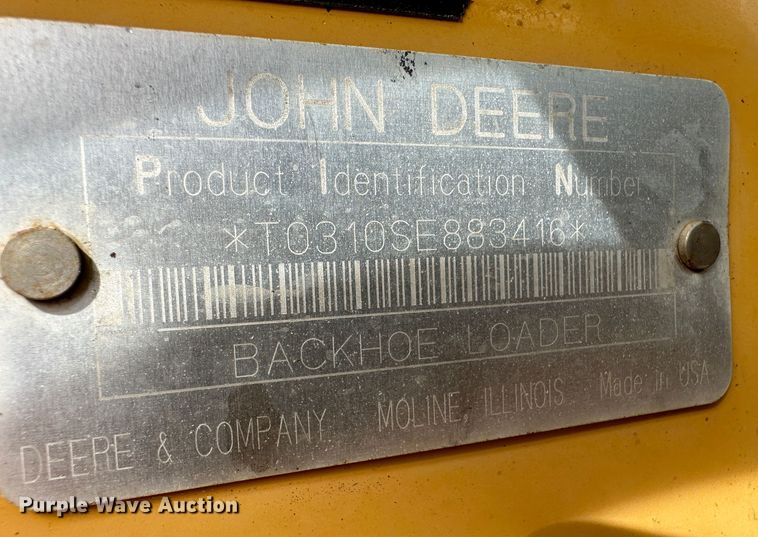 JOHN DEERE
Product Identification Number
*T0310SE883416*
BACKHOE LOADER
DEERE & COMPANY MOLINE, ILLINOIS Made in USA
Purple Wave Auction